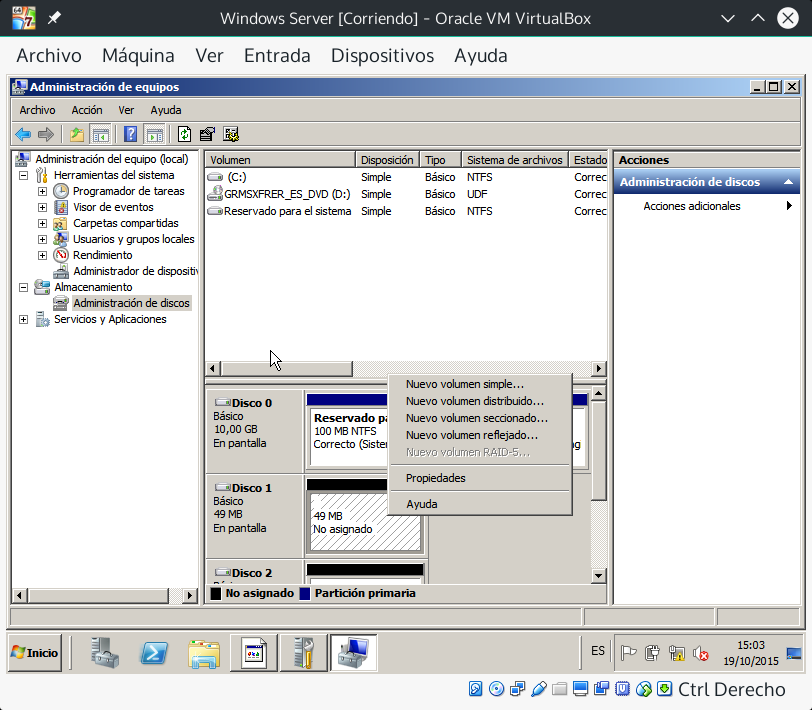 Windows Server [Corriendo] - Oracle VM VirtualBox
Archivo Máquina Ver Entrada Dispositivos Ayuda
Administración de equipos
Archivo Acción Ver Ayuda
Administración del equipo (local)
Herramientas del sistema
Programador de tareas
Visor de eventos
Carpetas compartidas
Usuarios y grupos locales
Rendimiento
Administrador de dispositiv
Almacenamiento
Administración de discos
Servicios y Aplicaciones
Volumen Disposición Tipo Sistema de archivos Estado
(C:) Simple Básico NTFS Correc
GRMSXFRER_ES_DVD (D:) Simple Básico UDF Correc
Reservado para el sistema Simple Básico NTFS Correc
Acciones
Administración de discos
Acciones adicionales
Nuevo volumen simple...
Nuevo volumen distribuido...
Nuevo volumen seccionado...
Nuevo volumen reflejado...
Nuevo volumen RAID-5...
Propiedades
Ayuda
Disco 0
Básico
10,00 GB
En pantalla
Reservado pa
100 MB NTFS
Correcto (Sister
Disco 1
Básico
49 MB
En pantalla
49 MB
No asignado
Disco 2
No asignado Partición primaria
Inicio
ES
15:03
19/10/2015
Ctrl Derecho